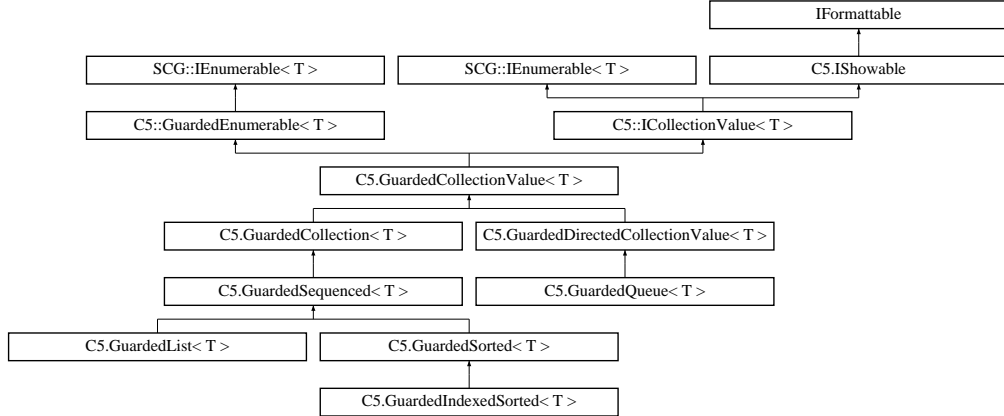 IFormattable
SCG::IEnumerable< T >
SCG::IEnumerable< T >
C5.IShowable
C5::GuardedEnumerable< T >
C5::ICollectionValue< T >
C5.GuardedCollectionValue< T >
C5.GuardedCollection< T >
C5.GuardedDirectedCollectionValue< T >
C5.GuardedSequenced< T >
C5.GuardedQueue< T >
C5.GuardedList< T >
C5.GuardedSorted< T >
C5.GuardedIndexedSorted< T >